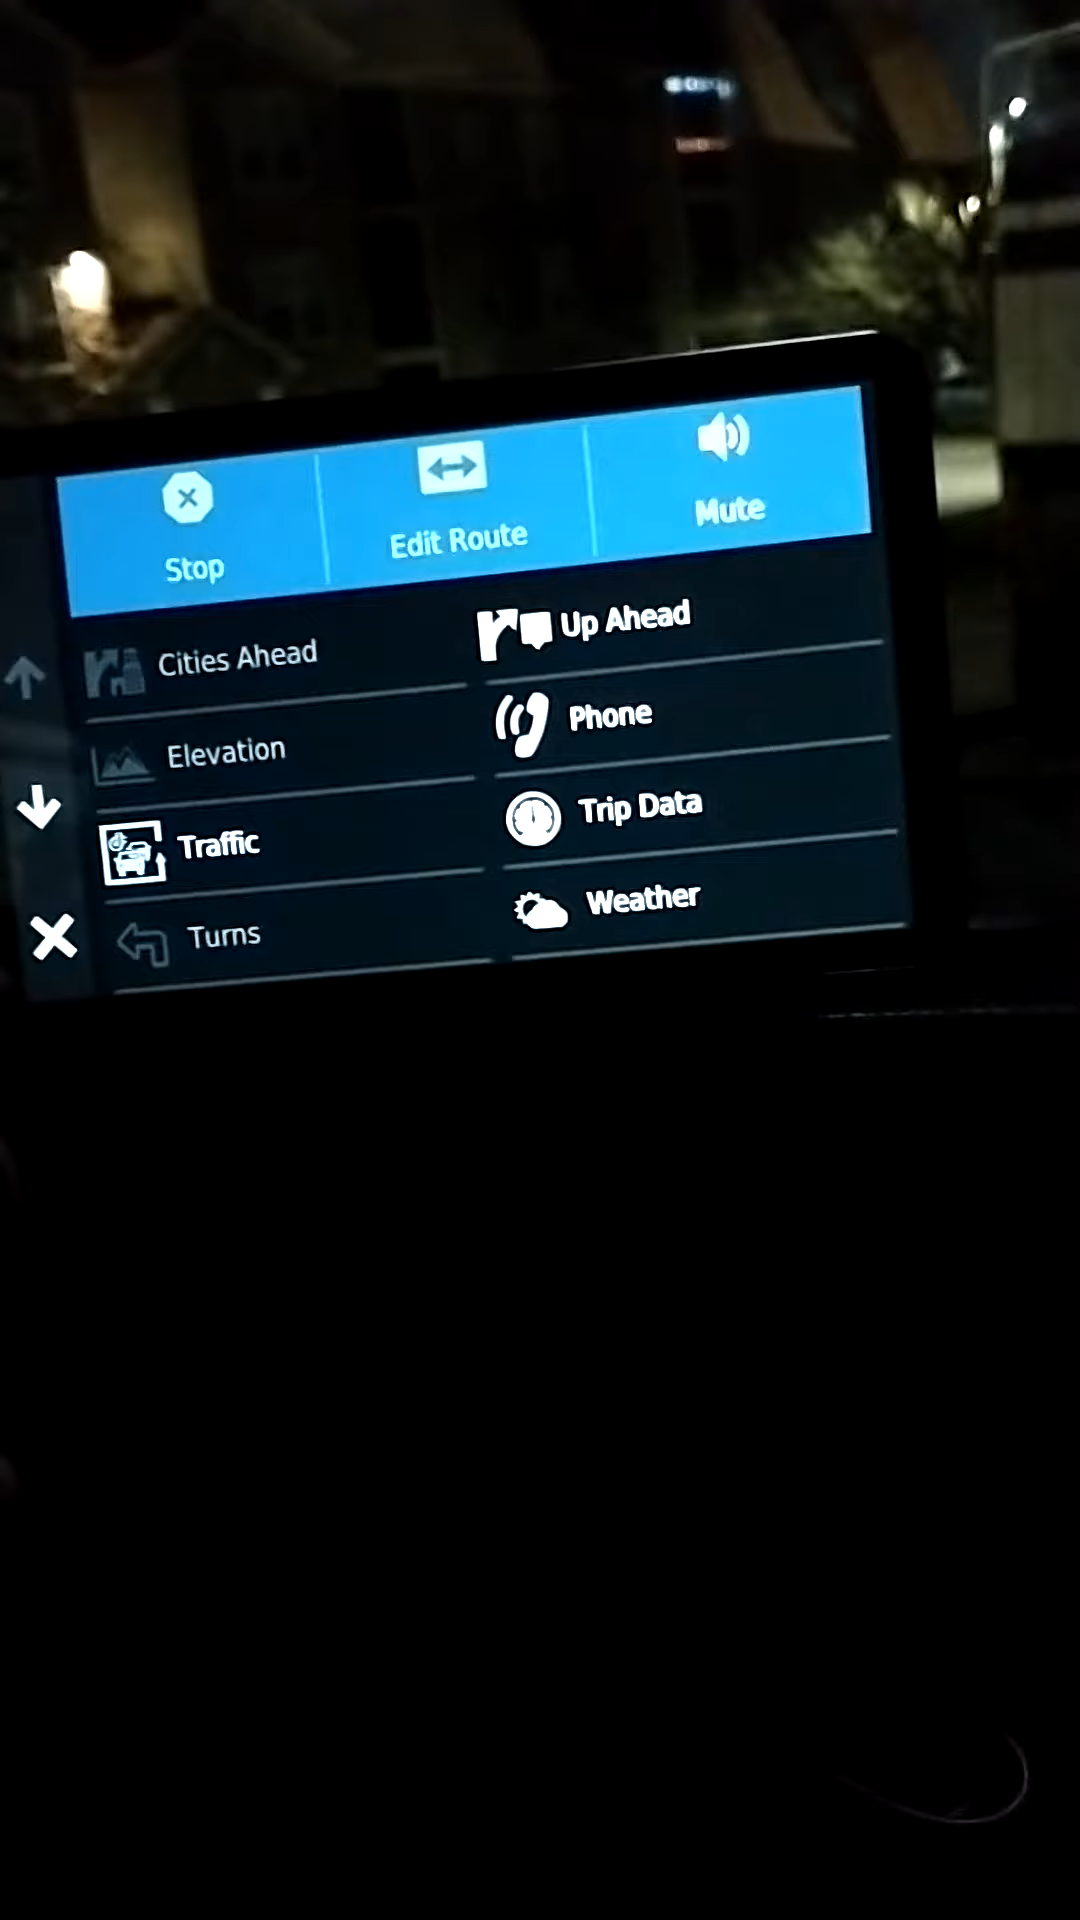 Stop
Edit Route
Mute
Cities Ahead
Up Ahead
Elevation
Phone
Traffic
Trip Data
Turns
Weather